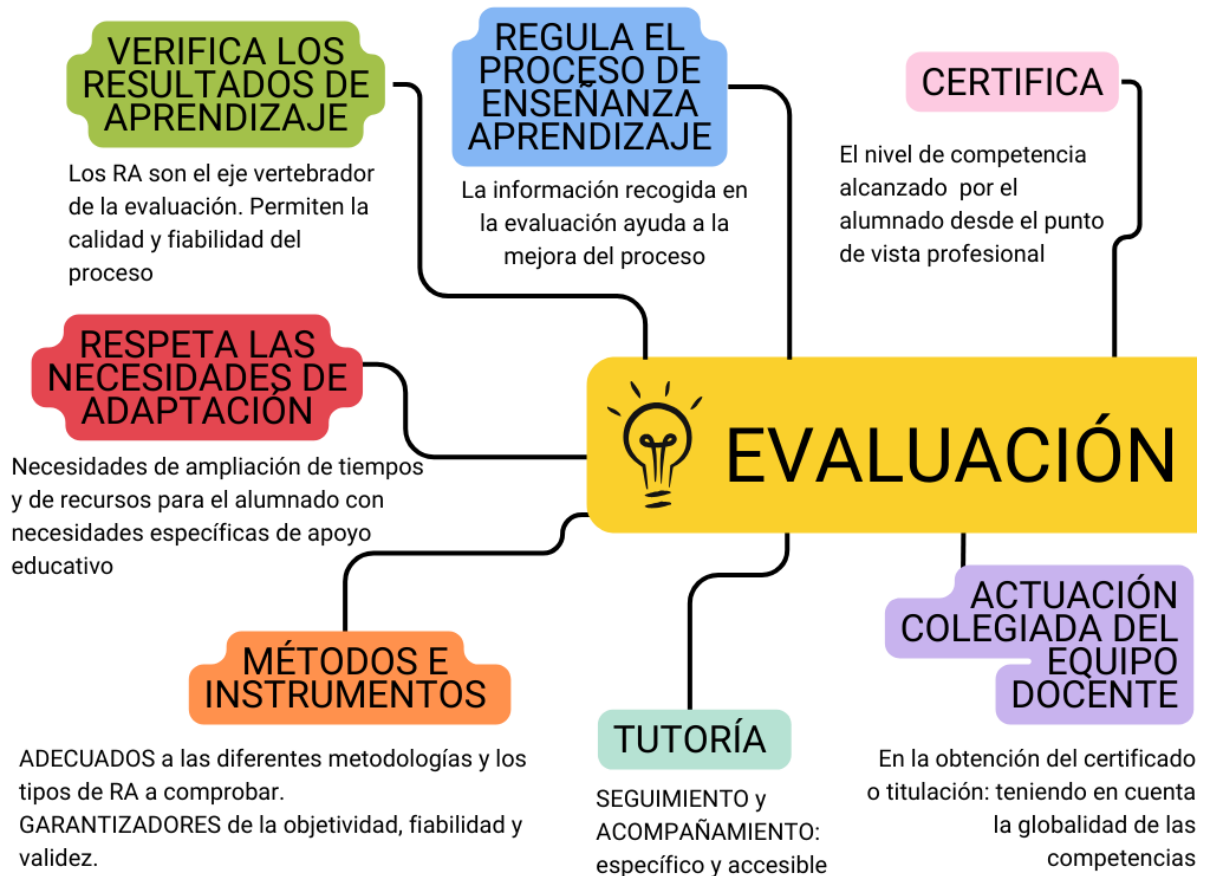 VERIFICA LOS
RESULTADOS DE
APRENDIZAJE
Los RA son el eje vertebrador
de la evaluación. Permiten la
calidad y fiabilidad del
proceso
REGULA EL
PROCESO DE
ENSEÑANZA
APRENDIZAJE
La información recogida en
la evaluación ayuda a la
mejora del proceso
CERTIFICA
El nivel de competencia
alcanzado por el
alumnado desde el punto
de vista profesional
RESPETA LAS
NECESIDADES DE
ADAPTACIÓN
Necesidades de ampliación de tiempos
y de recursos para el alumnado con
necesidades específicas de apoyo
educativo
EVALUACIÓN
MÉTODOS E
INSTRUMENTOS
ADECUADOS a las diferentes metodologías y los
tipos de RA a comprobar.
GARANTIZADORES de la objetividad, fiabilidad y
validez.
TUTORÍA
SEGUIMIENTO y
ACOMPAÑAMIENTO:
específico y accesible
ACTUACIÓN
COLEGIADA DEL
EQUIPO
DOCENTE
En la obtención del certificado
o titulación: teniendo en cuenta
la globalidad de las
competencias